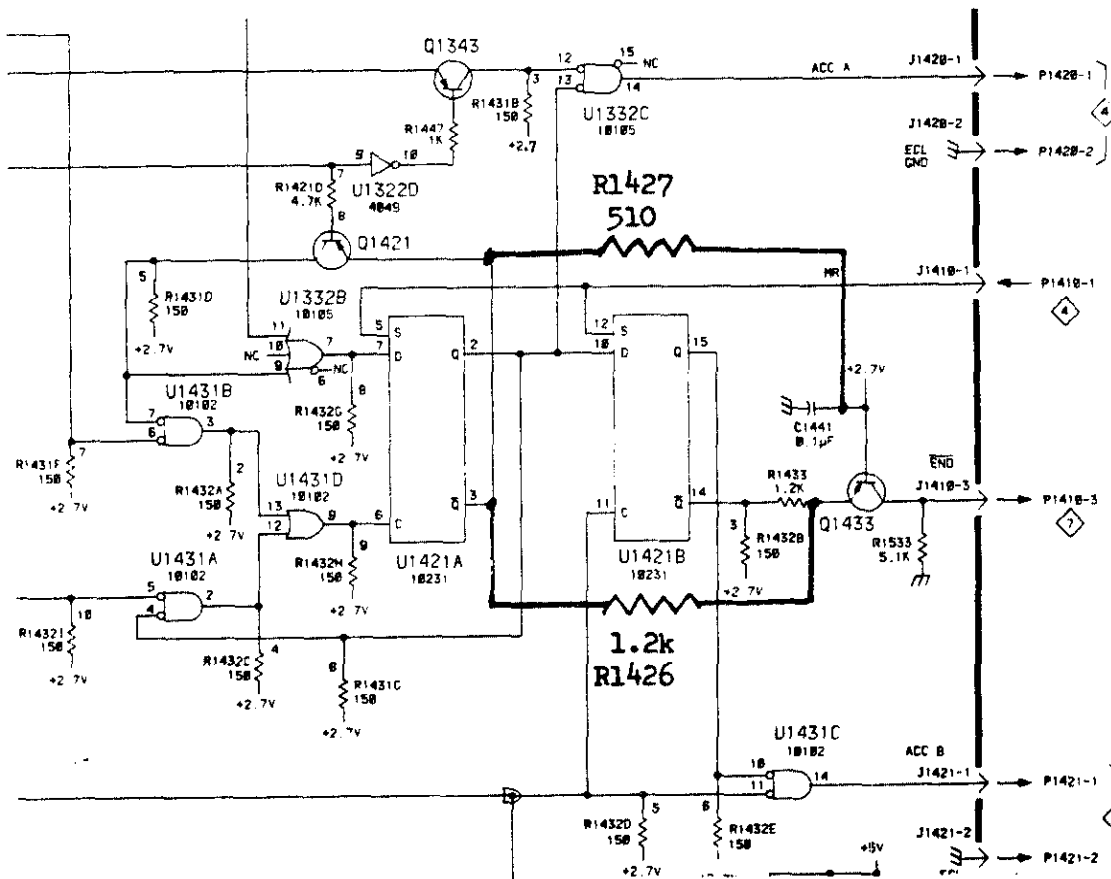 Q1343
12
15
NC
13
14
ACC A
J1420-1
P1420-1
3
R1431B
150
+2.7
U1332C
10105
R1442
1K
J1420-2
4
ECL
GND
P1420-2
9
10
7
R1421D
4.7K
U1322D
4049
8
Q1421
R1427
510
MR
J1410-1
P1410-1
4
5
R1431D
150
+2.7V
U1332B
10105
11
10
NC
9
7
6
NC
5
S
7
D
Q
2
12
S
10
D
Q
15
+2.7V
U1431B
10102
8
R1432G
150
+2.7V
C1441
0.1µF
7
6
3
7
R1431F
150
+2.7V
2
R1432A
150
+2.7V
U1431D
10102
13
12
9
6
C
Q
3
11
C
Q
14
R1433
1.2K
END
J1410-3
P1410-3
7
Q1433
U1431A
10102
9
R1432H
150
+2.7V
U1421A
10231
U1421B
10231
3
R1432B
150
+2.7V
R1533
5.1K
5
4
2
10
R1432I
150
+2.7V
1.2k
R1426
4
R1432C
150
+2.7V
8
R1431C
150
+2.7V
U1431C
10102
10
11
14
ACC B
J1421-1
P1421-1
5
R1432D
150
+2.7V
6
R1432E
150
J1421-2
P1421-2
+5V